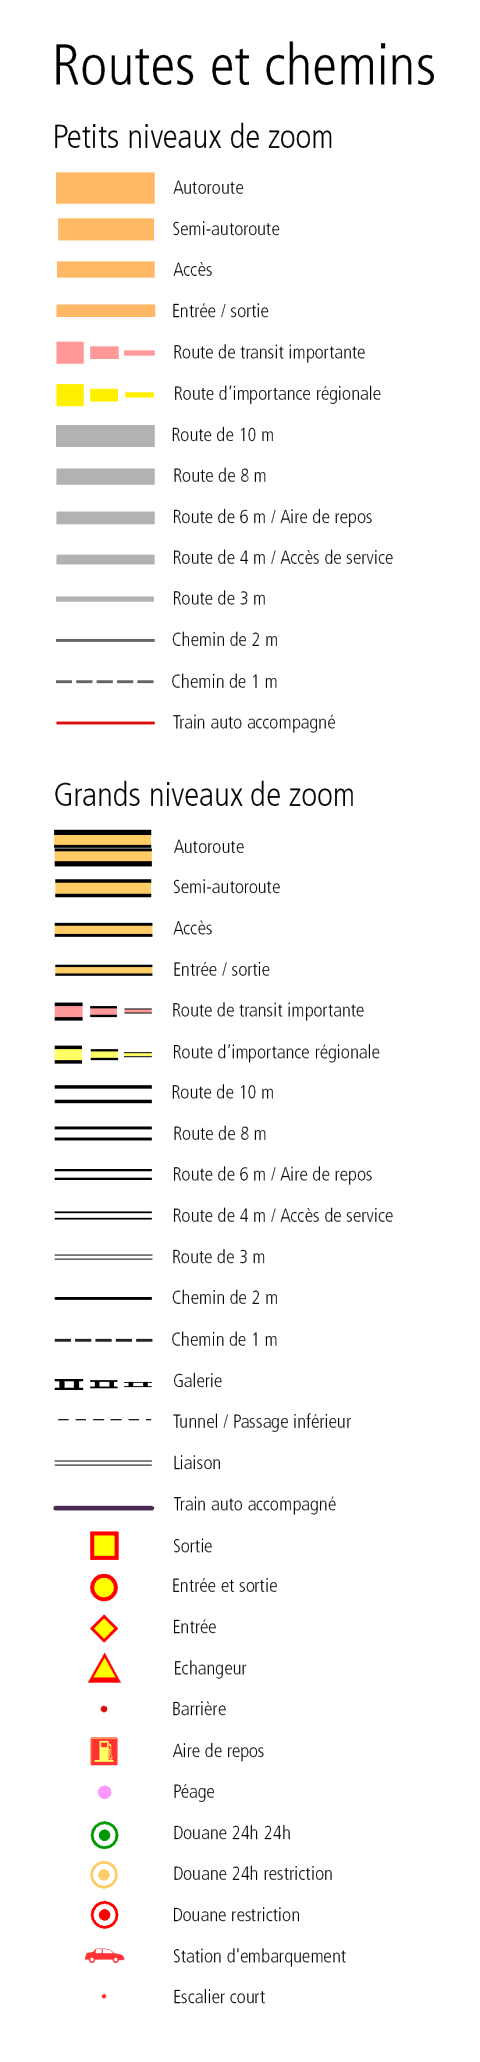 Routes et chemins
Petits niveaux de zoom
Autoroute
Semi-autoroute
Accès
Entrée / sortie
Route de transit importante
Route d’importance régionale
Route de 10 m
Route de 8 m
Route de 6 m / Aire de repos
Route de 4 m / Accès de service
Route de 3 m
Chemin de 2 m
Chemin de 1 m
Train auto accompagné
Grands niveaux de zoom
Autoroute
Semi-autoroute
Accès
Entrée / sortie
Route de transit importante
Route d’importance régionale
Route de 10 m
Route de 8 m
Route de 6 m / Aire de repos
Route de 4 m / Accès de service
Route de 3 m
Chemin de 2 m
Chemin de 1 m
Galerie
Tunnel / Passage inférieur
Liaison
Train auto accompagné
Sortie
Entrée et sortie
Entrée
Echangeur
Barrière
Aire de repos
Péage
Douane 24h 24h
Douane 24h restriction
Douane restriction
Station d'embarquement
Escalier court